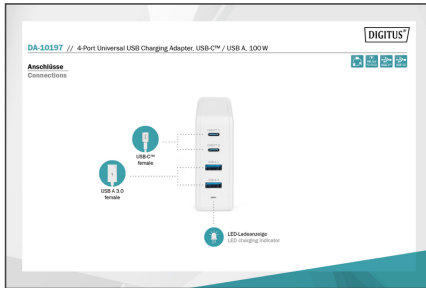 DIGITUS®
DA-10197 // 4-Port Universal USB Charging Adapter, USB-C™ / USB A, 100 W
Anschlüsse
Connections
USB-C™
female
USB A 3.0
female
LED-Ladeanzeige
LED charging indicator